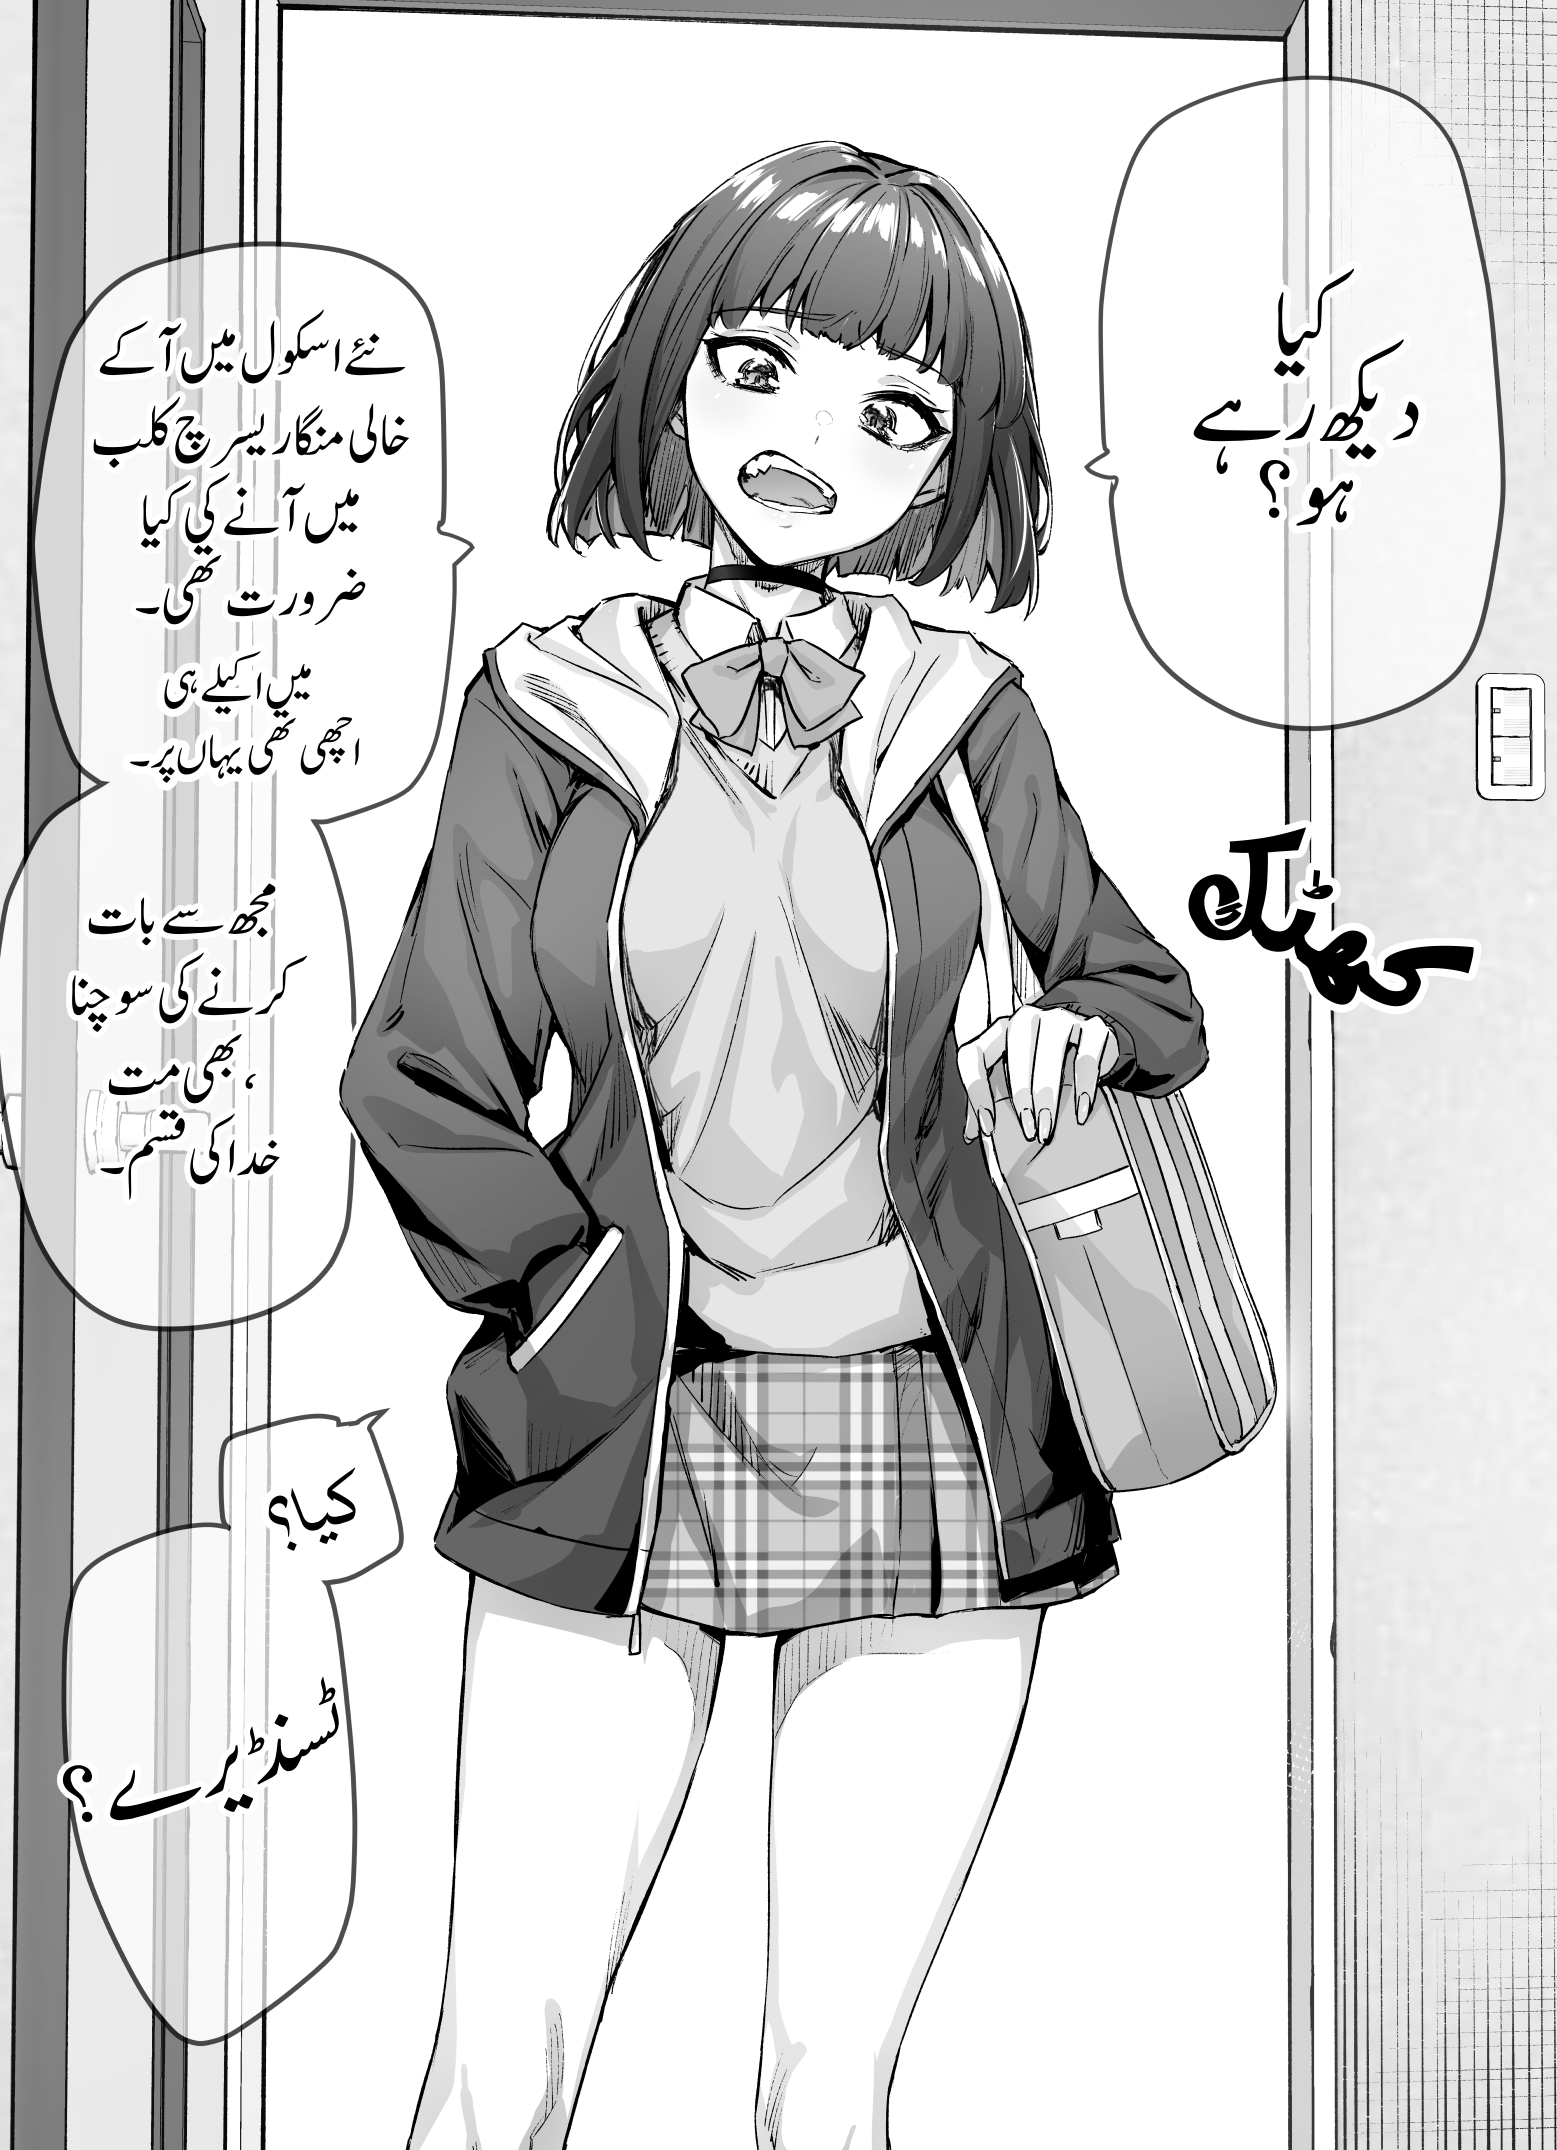 کیا
دیکھ رہے
ہو؟
کھٹک
نئے اسکول میں آ کے
خالی منگا ریسرچ کلب
میں آنے کی کیا
ضرورت تھی۔
میں اکیلے ہی
اچھی تھی یہاں پر۔
مجھ سے بات
کرنے کی سوچنا
بھی مت،
خدا کی قسم۔
کیا؟
ٹسنڈیرے؟